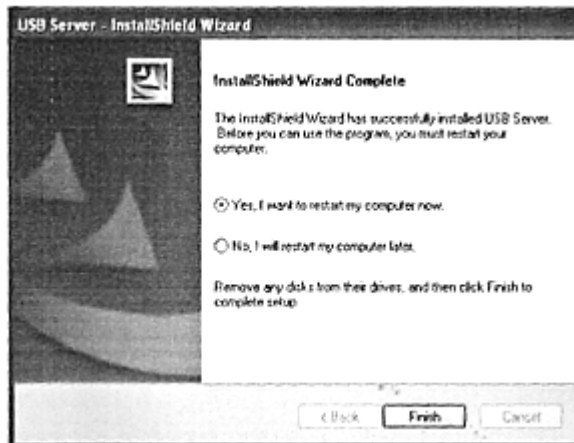 USB Server - InstallShield Wizard
InstallShield Wizard Complete
The InstallShield Wizard has successfully installed USB Server.
Before you can use the program, you must restart your
computer.
Yes, I want to restart my computer now.
No, I will restart my computer later.
Remove any disks from their drives, and then click Finish to
complete setup.
< Back
Finish
Cancel